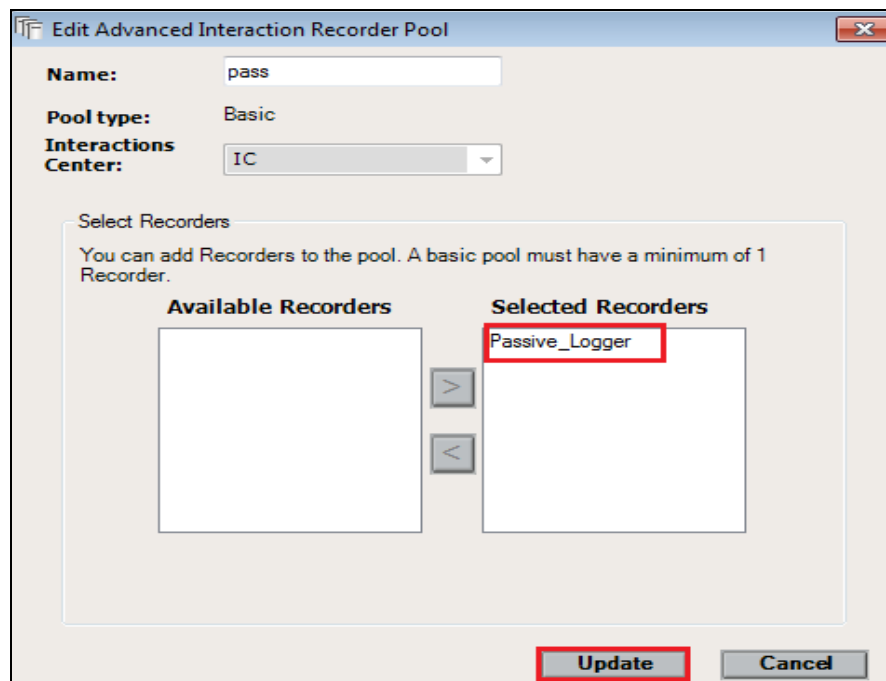 Edit Advanced Interaction Recorder Pool
Name: pass
Pool type: Basic
Interactions Center: IC
Select Recorders
You can add Recorders to the pool. A basic pool must have a minimum of 1
Recorder.
Available Recorders Selected Recorders
Passive_Logger
>
<
Update Cancel